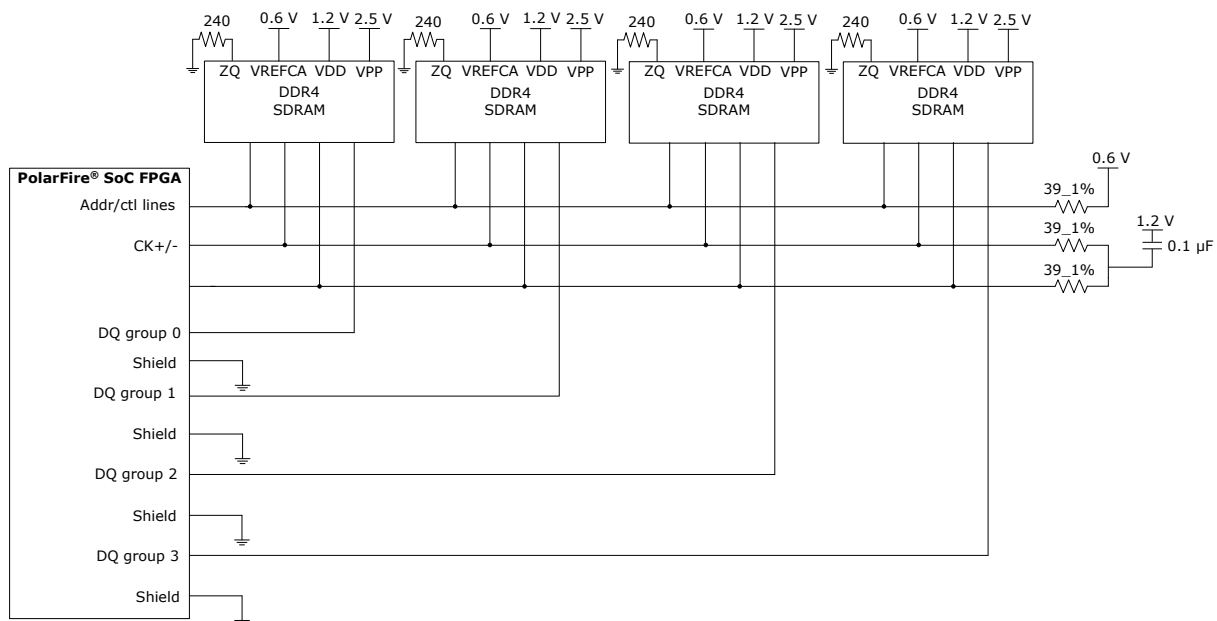 240 0.6 V 1.2 V 2.5 V 240 0.6 V 1.2 V 2.5 V 240 0.6 V 1.2 V 2.5 V 240 0.6 V 1.2 V 2.5 V
ZQ VREFCA VDD VPP ZQ VREFCA VDD VPP ZQ VREFCA VDD VPP ZQ VREFCA VDD VPP
DDR4 DDR4 DDR4 DDR4
SDRAM SDRAM SDRAM SDRAM
0.6 V
PolarFire® SoC FPGA
39_1%
Addr/ctl lines
1.2 V
39_1%
CK+/-
0.1 µF
39_1%
DQ group 0
Shield
DQ group 1
Shield
DQ group 2
Shield
DQ group 3
Shield